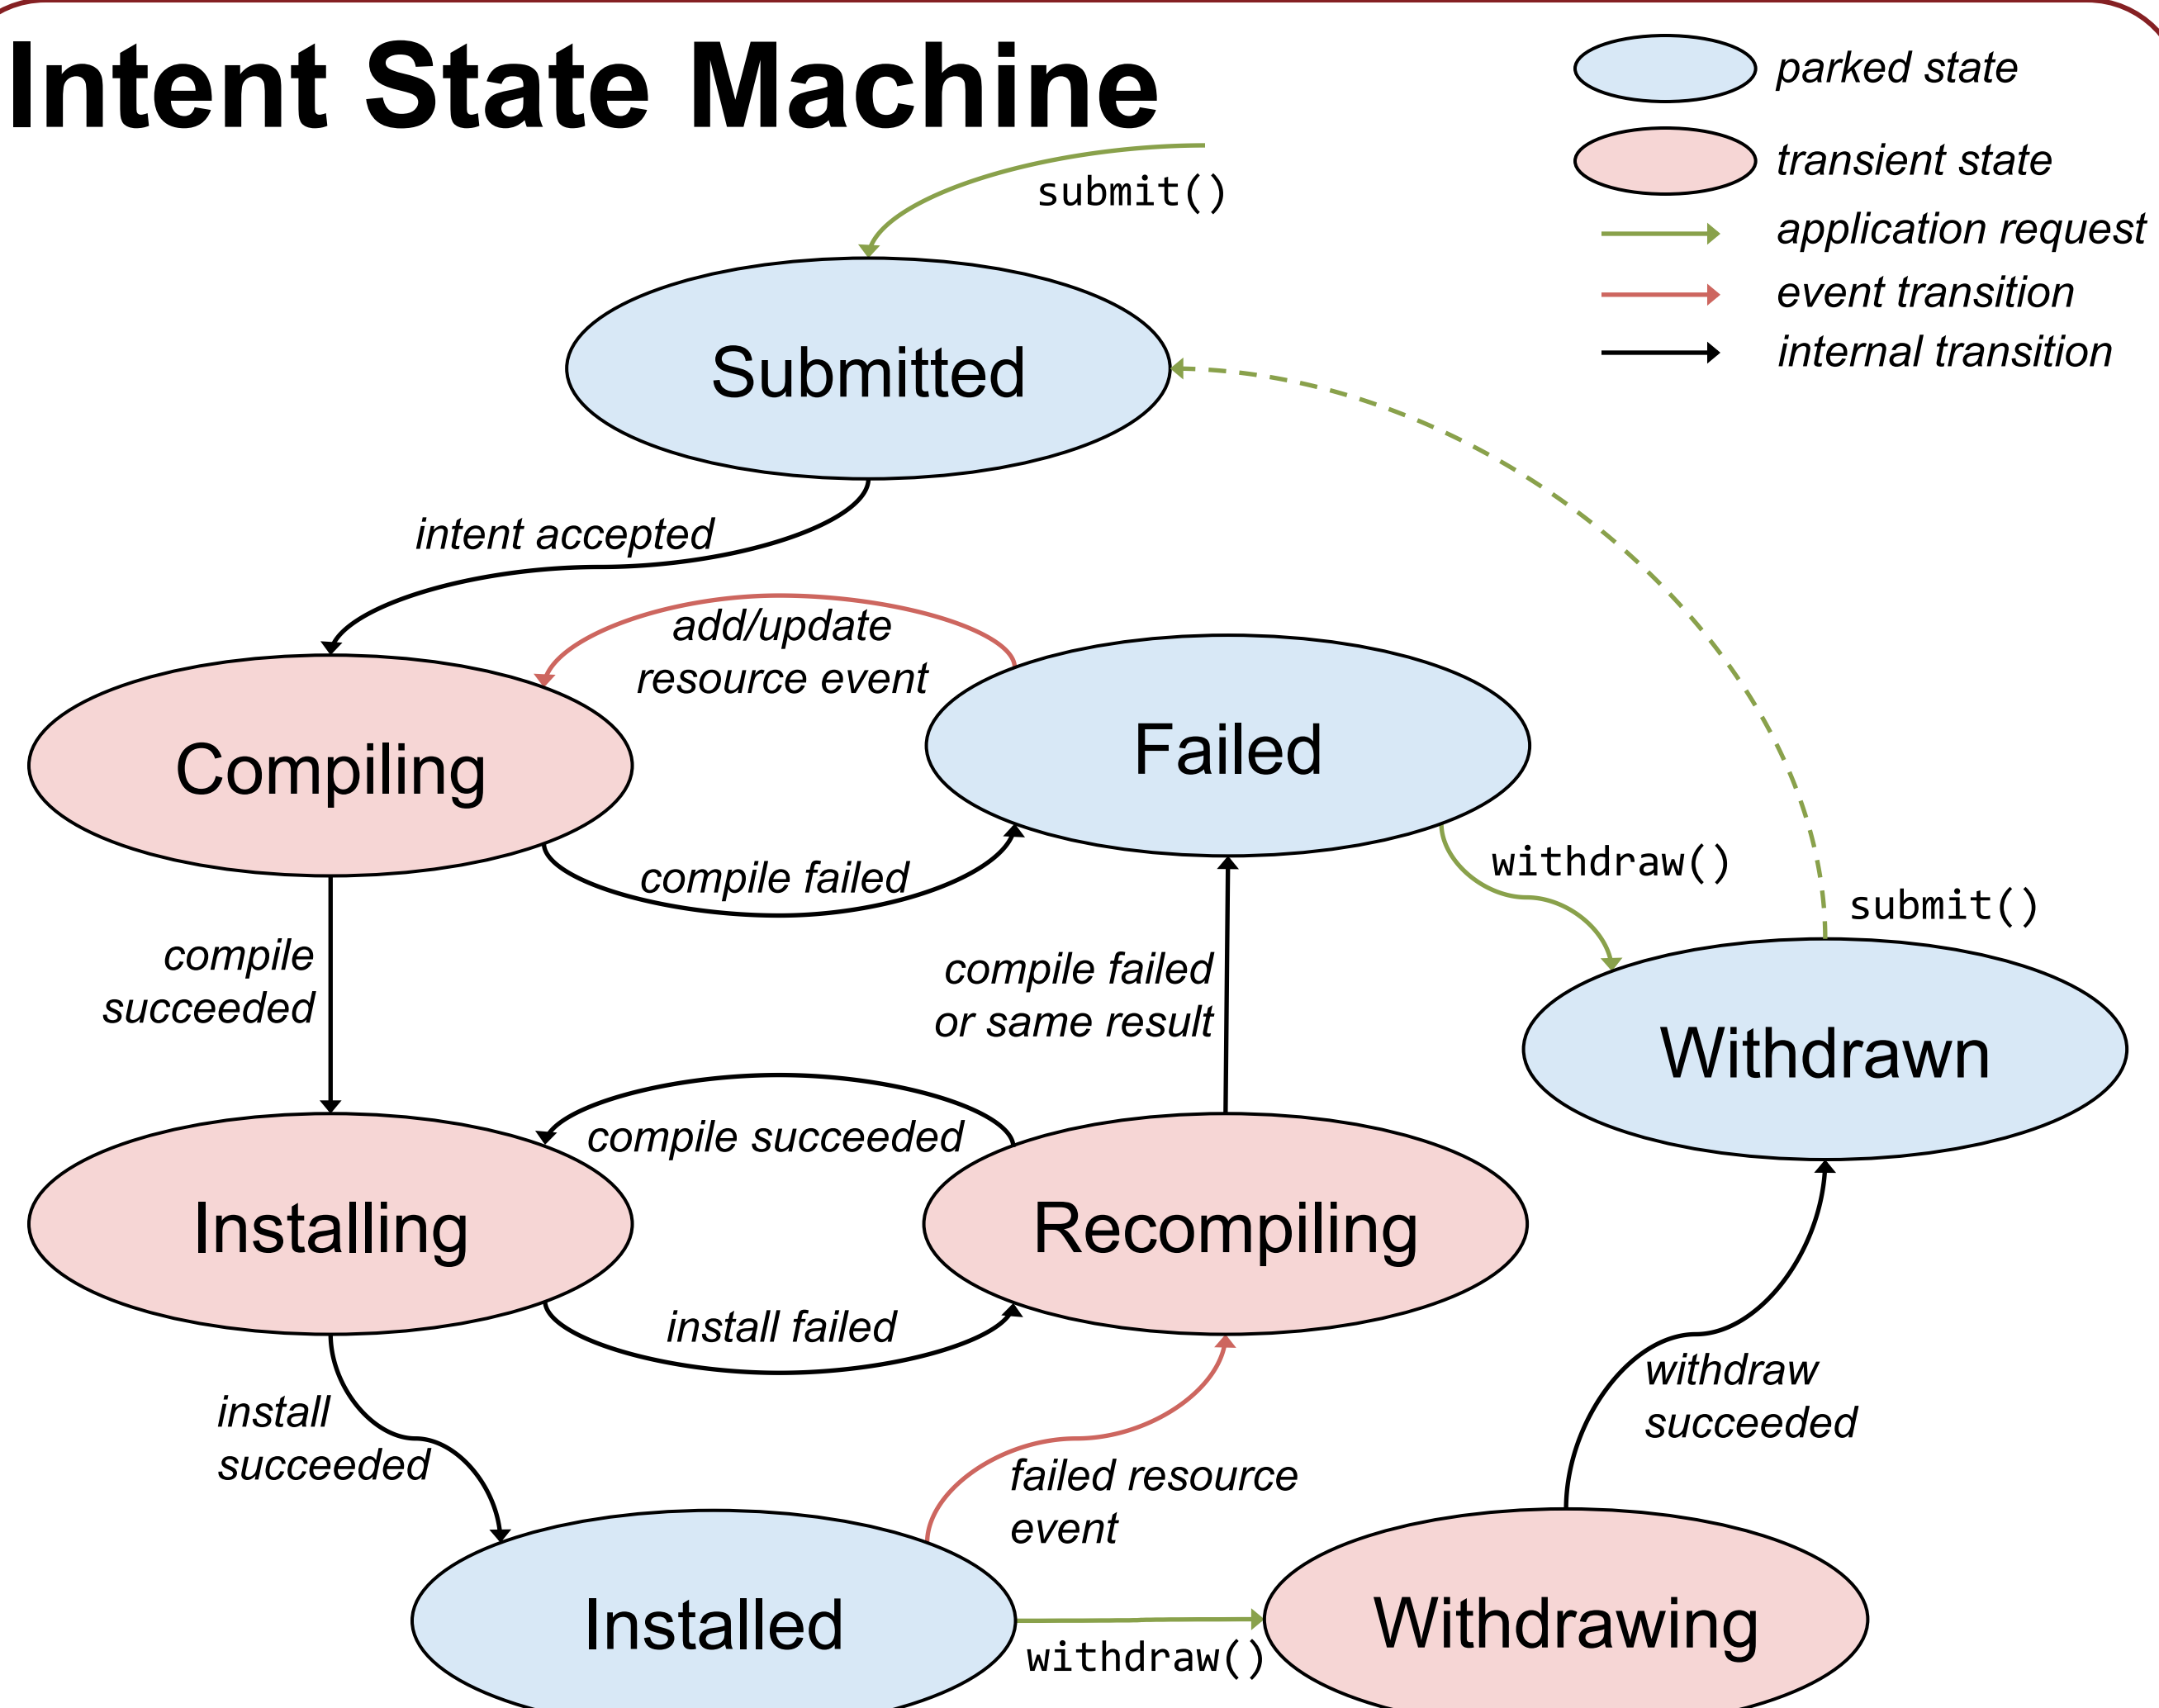 Intent State Machine
parked state
transient state
application request
event transition
internal transition
submit()
Submitted
intent accepted
add/update
resource event
Compiling
Failed
compile failed
withdraw()
submit()
compile
succeeded
compile failed
or same result
Withdrawn
compile succeeded
Installing
Recompiling
install failed
install
succeeded
withdraw
succeeded
failed resource
event
Installed
withdraw()
Withdrawing